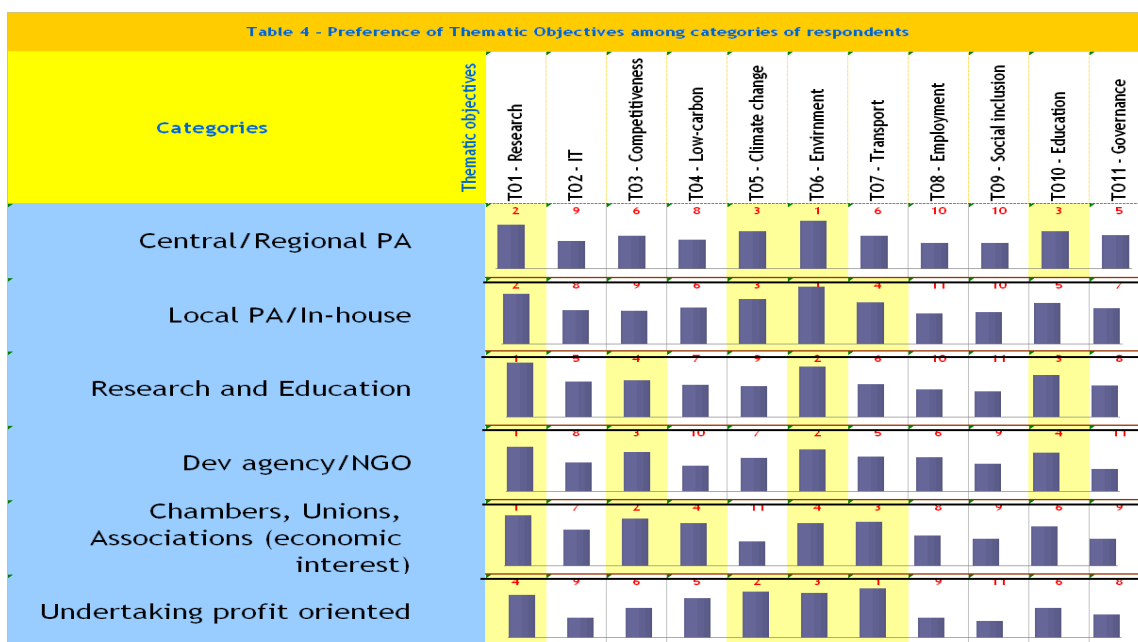 Table 4 - Preference of Thematic Objectives among categories of respondents
Categories
Thematic objectives
TO1 - Research
TO2 - IT
TO3 - Competitiveness
TO4 - Low-carbon
TO5 - Climate change
TO6 - Envirnment
TO7 - Transport
TO8 - Employment
TO9 - Social inclusion
TO10 - Education
TO11 - Governance
2 9 6 8 3 1 6 10 10 3 5
Central/Regional PA
2 8 9 6 3 1 4 11 10 5 7
Local PA/In-house
1 5 4 7 9 2 6 10 11 3 8
Research and Education
1 8 3 10 7 2 5 6 9 4 11
Dev agency/NGO
1 7 2 4 11 4 3 8 9 6 9
Chambers, Unions,
Associations (economic
interest)
4 9 6 5 2 3 1 9 11 6 8
Undertaking profit oriented